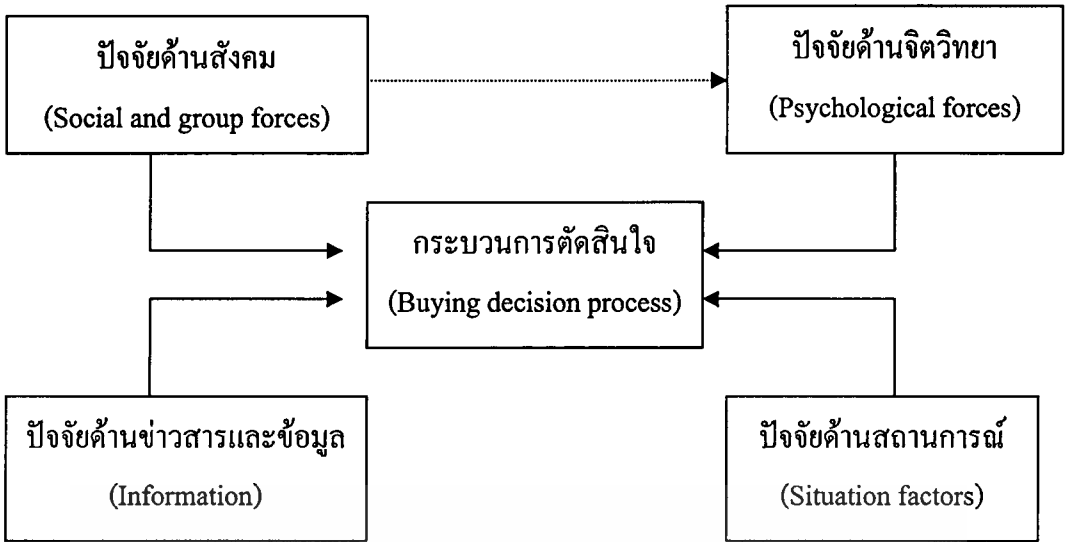 ปัจจัยด้านสังคม
(Social and group forces)
ปัจจัยด้านจิตวิทยา
(Psychological forces)
กระบวนการตัดสินใจ
(Buying decision process)
ปัจจัยด้านข่าวสารและข้อมูล
(Information)
ปัจจัยด้านสถานการณ์
(Situation factors)